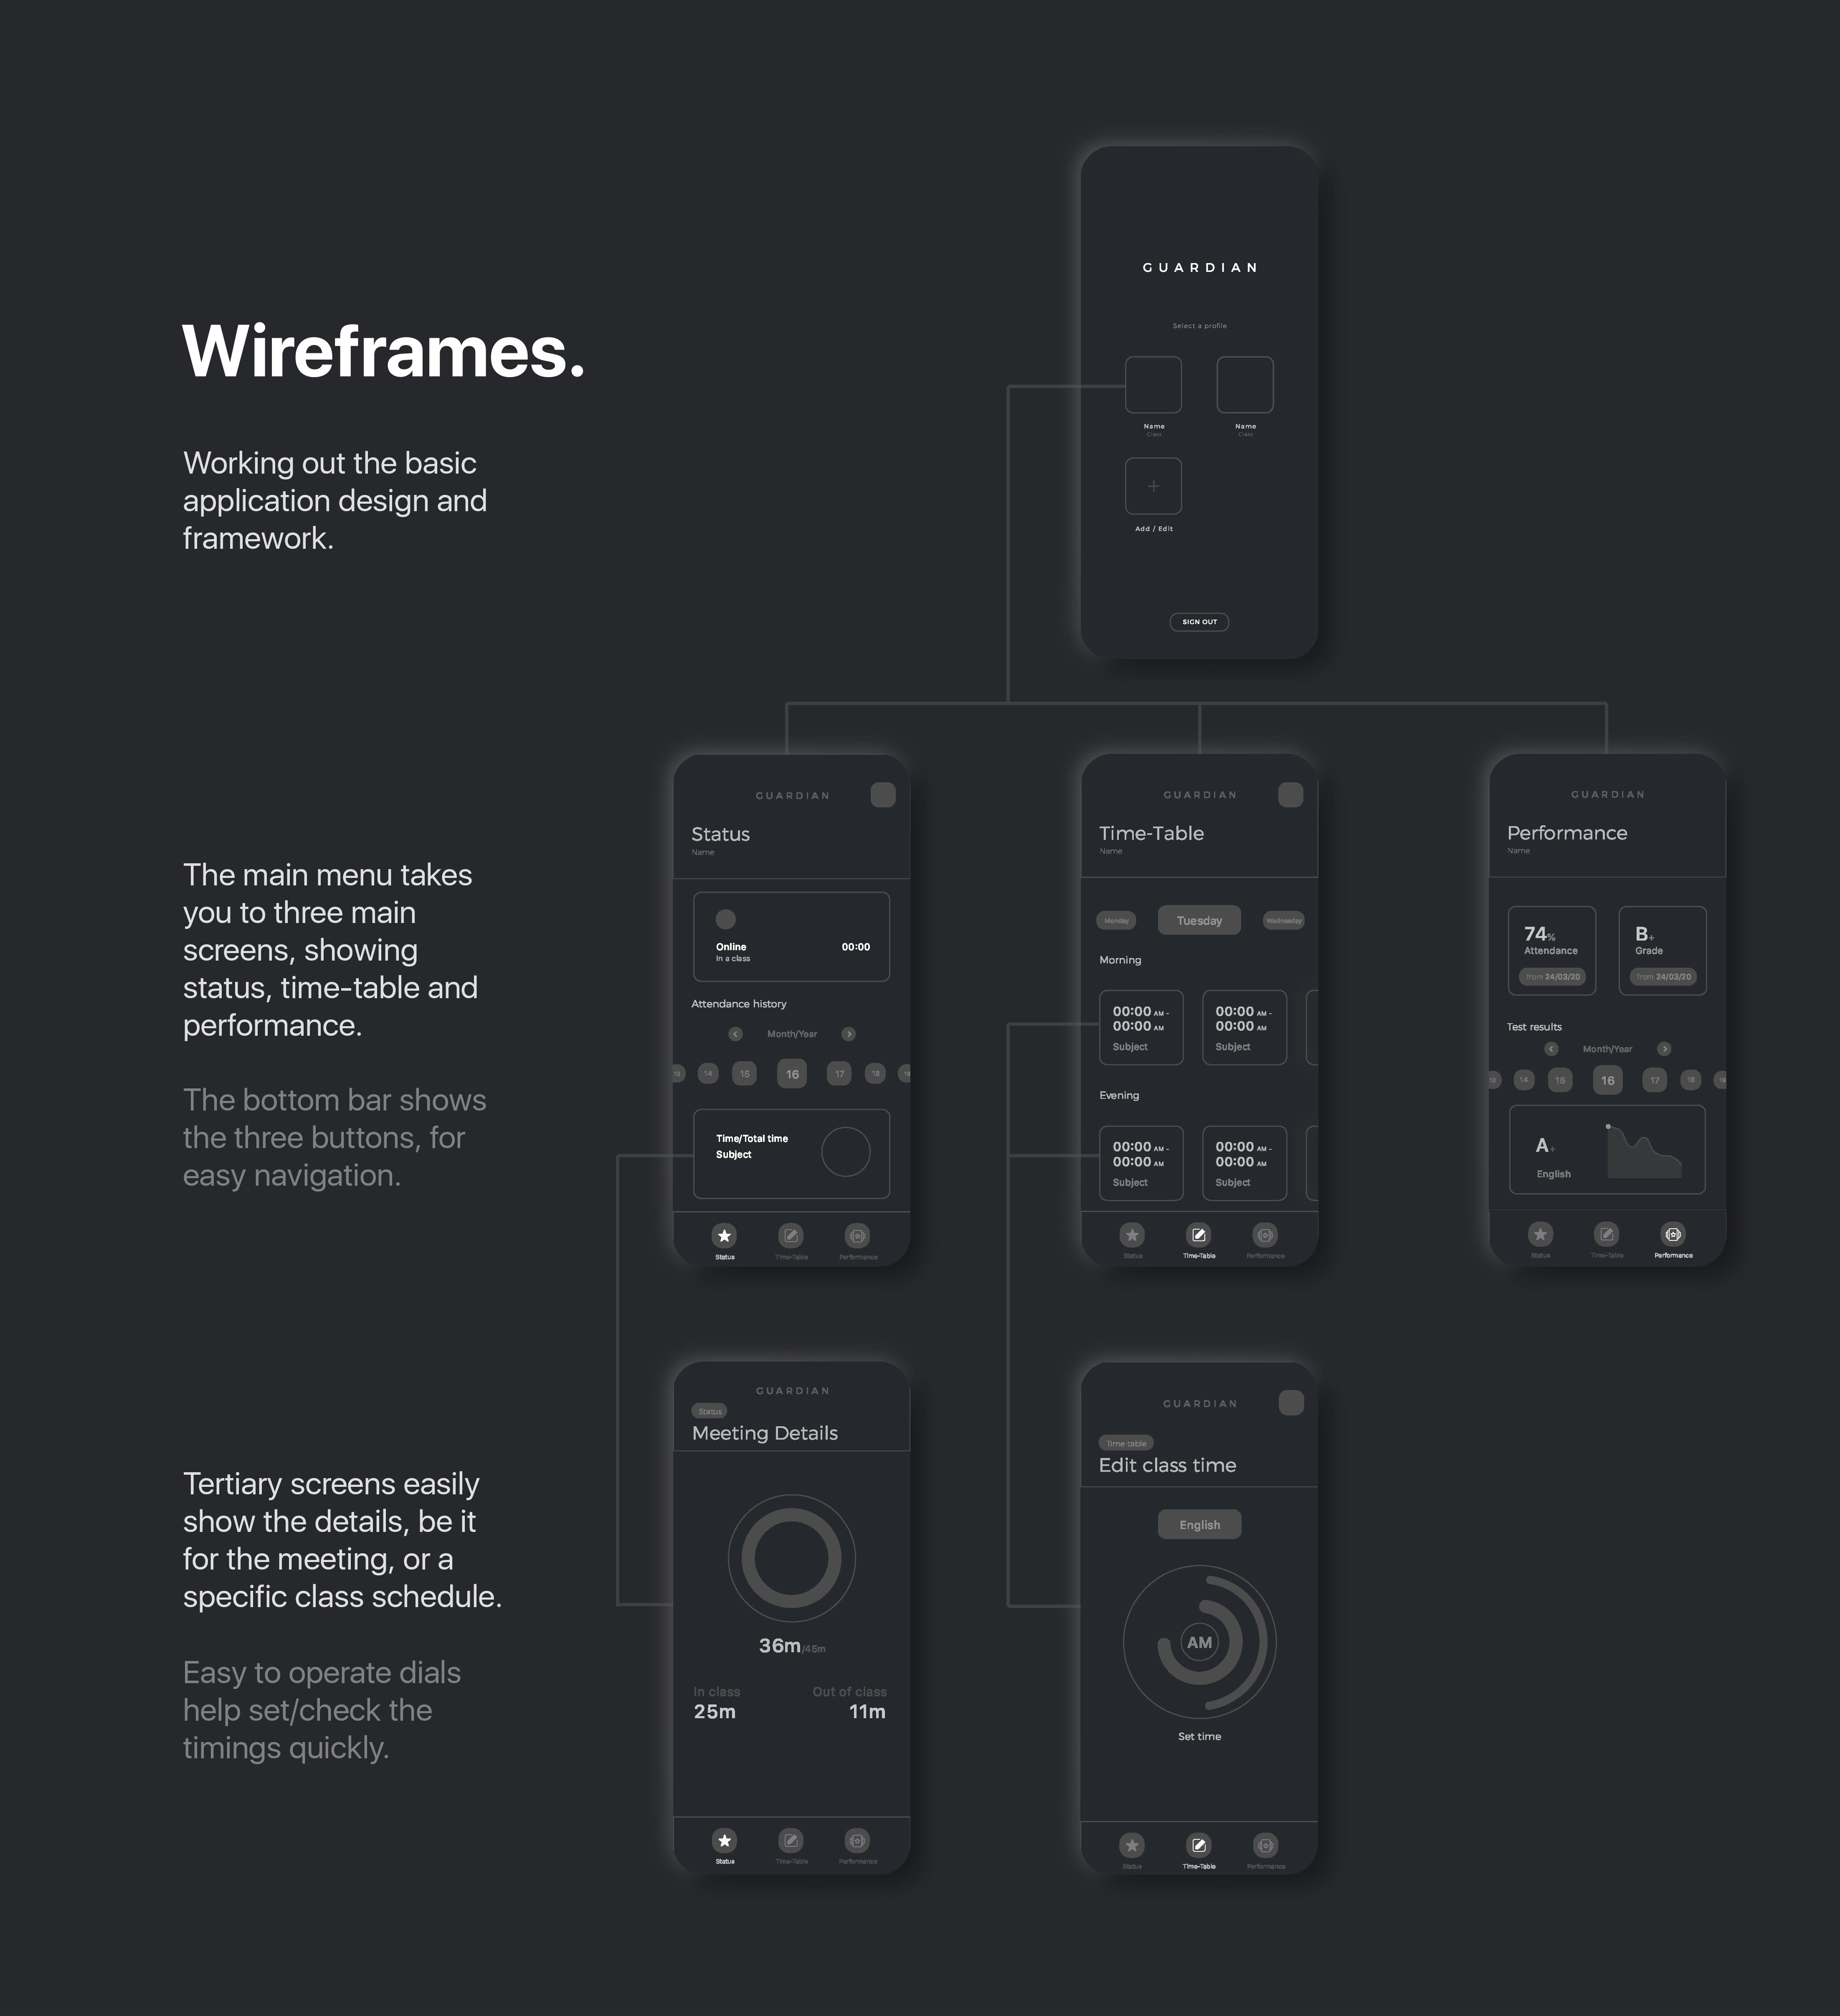 Wireframes.
Working out the basic
application design and
framework.
GUARDIAN
Select a profile
Name
Class
Name
Class
Add / Edit
SIGN OUT
The main menu takes
you to three main
screens, showing
status, time-table and
performance.
The bottom bar shows
the three buttons, for
easy navigation.
GUARDIAN
Status
Name
Online
In a class
00:00
Attendance history
Month/Year
13 14 15 16 17 18 19
Time/Total time
Subject
Status Time-Table Performance
GUARDIAN
Time-Table
Name
Monday Tuesday Wednesday
Morning
00:00 AM -
00:00 AM
Subject
00:00 AM -
00:00 AM
Subject
Evening
00:00 AM -
00:00 AM
Subject
00:00 AM -
00:00 AM
Subject
Status Time-Table Performance
GUARDIAN
Performance
Name
74%
Attendance
from 24/03/20
B+
Grade
from 24/03/20
Test results
Month/Year
13 14 15 16 17 18 19
A+
English
Status Time-Table Performance
Tertiary screens easily
show the details, be it
for the meeting, or a
specific class schedule.
Easy to operate dials
help set/check the
timings quickly.
GUARDIAN
Status
Meeting Details
36m/45m
In class
25m
Out of class
11m
Status Time-Table Performance
GUARDIAN
Time table
Edit class time
English
AM
Set time
Status Time-Table Performance